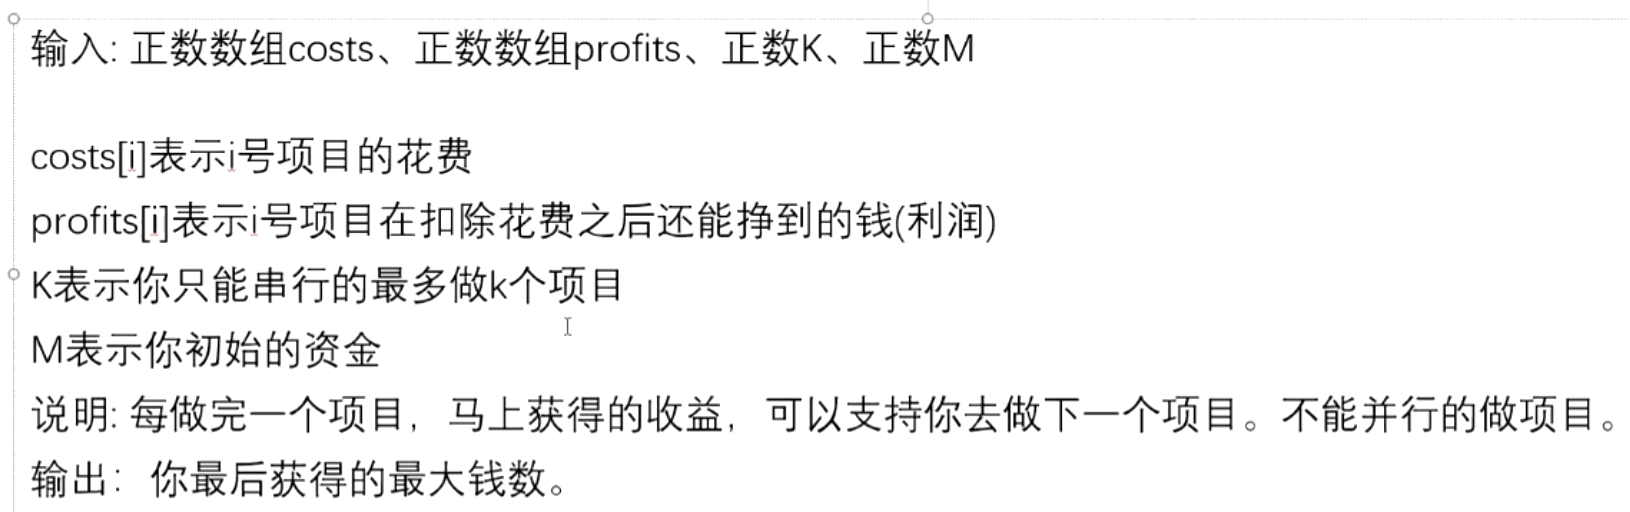 输入: 正数数组costs、正数数组profits、正数K、正数M
costs[i]表示i号项目的花费
profits[i]表示i号项目在扣除花费之后还能挣到的钱(利润)
K表示你只能串行的最多做k个项目
M表示你初始的资金
说明: 每做完一个项目，马上获得的收益，可以支持你去做下一个项目。不能并行的做项目。
输出： 你最后获得的最大钱数。